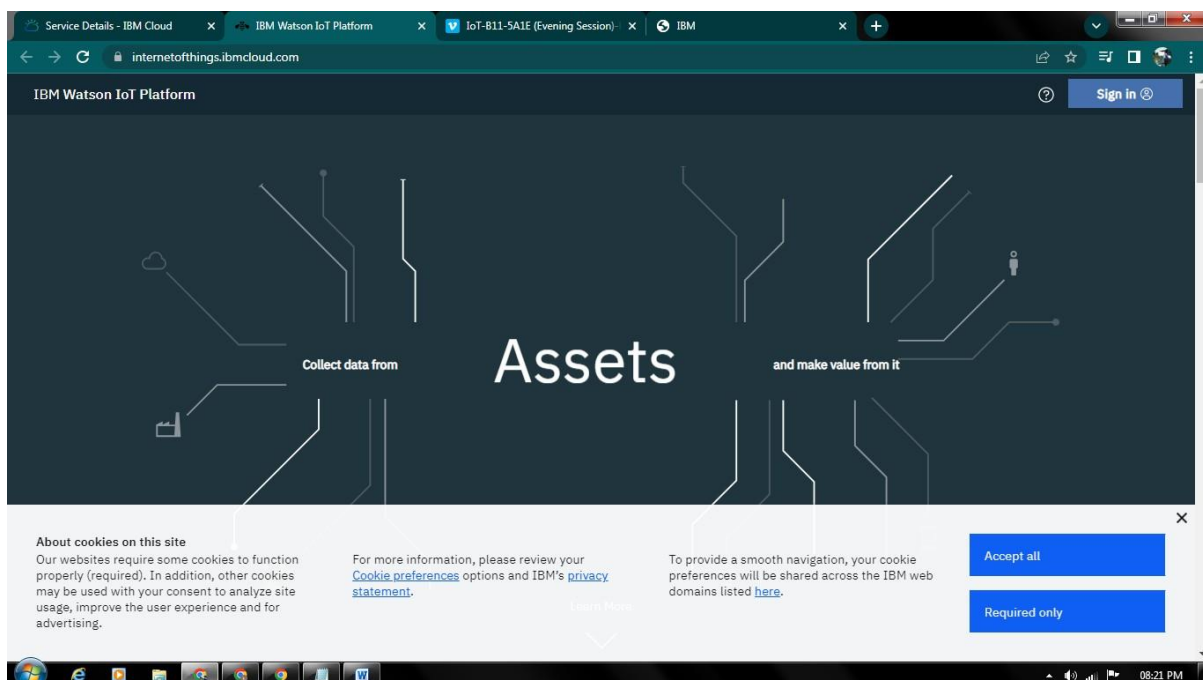 Service Details - IBM Cloud
IBM Watson IoT Platform
IoT-B11-5A1E (Evening Session)-
IBM
internetofthings.ibmcloud.com
IBM Watson IoT Platform
Sign in
Collect data from
Assets
and make value from it
About cookies on this site
Our websites require some cookies to function
properly (required). In addition, other cookies
may be used with your consent to analyze site
usage, improve the user experience and for
advertising.
For more information, please review your
Cookie preferences options and IBM's privacy
statement.
To provide a smooth navigation, your cookie
preferences will be shared across the IBM web
domains listed here.
Accept all
Required only
Learn More
08:21 PM